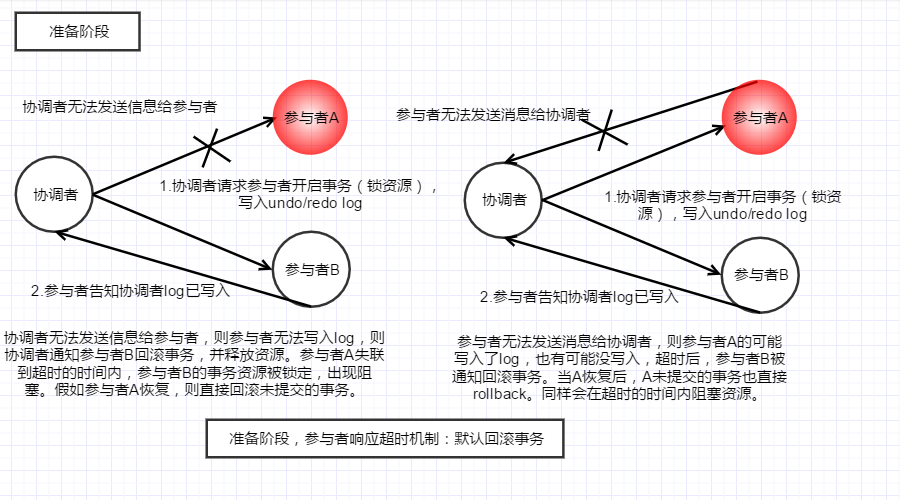 准备阶段
协调者无法发送信息给参与者
参与者A
协调者
1.协调者请求参与者开启事务（锁资源），
写入undo/redo log
参与者B
2.参与者告知协调者log已写入
协调者无法发送信息给参与者，则参与者无法写入log，则
协调者通知参与者B回滚事务，并释放资源。参与者A失联
到超时的时间内，参与者B的事务资源被锁定，出现阻
塞。假如参与者A恢复，则直接回滚未提交的事务。
参与者无法发送消息给协调者
参与者A
协调者
1.协调者请求参与者开启事务（锁资
源），写入undo/redo log
参与者B
2.参与者告知协调者log已写入
参与者无法发送消息给协调者，则参与者A的可能
写入了log，也有可能没写入，超时后，参与者B被
通知回滚事务。当A恢复后，A未提交的事务也直接
rollback。同样会在超时的时间内阻塞资源。
准备阶段，参与者响应超时机制：默认回滚事务